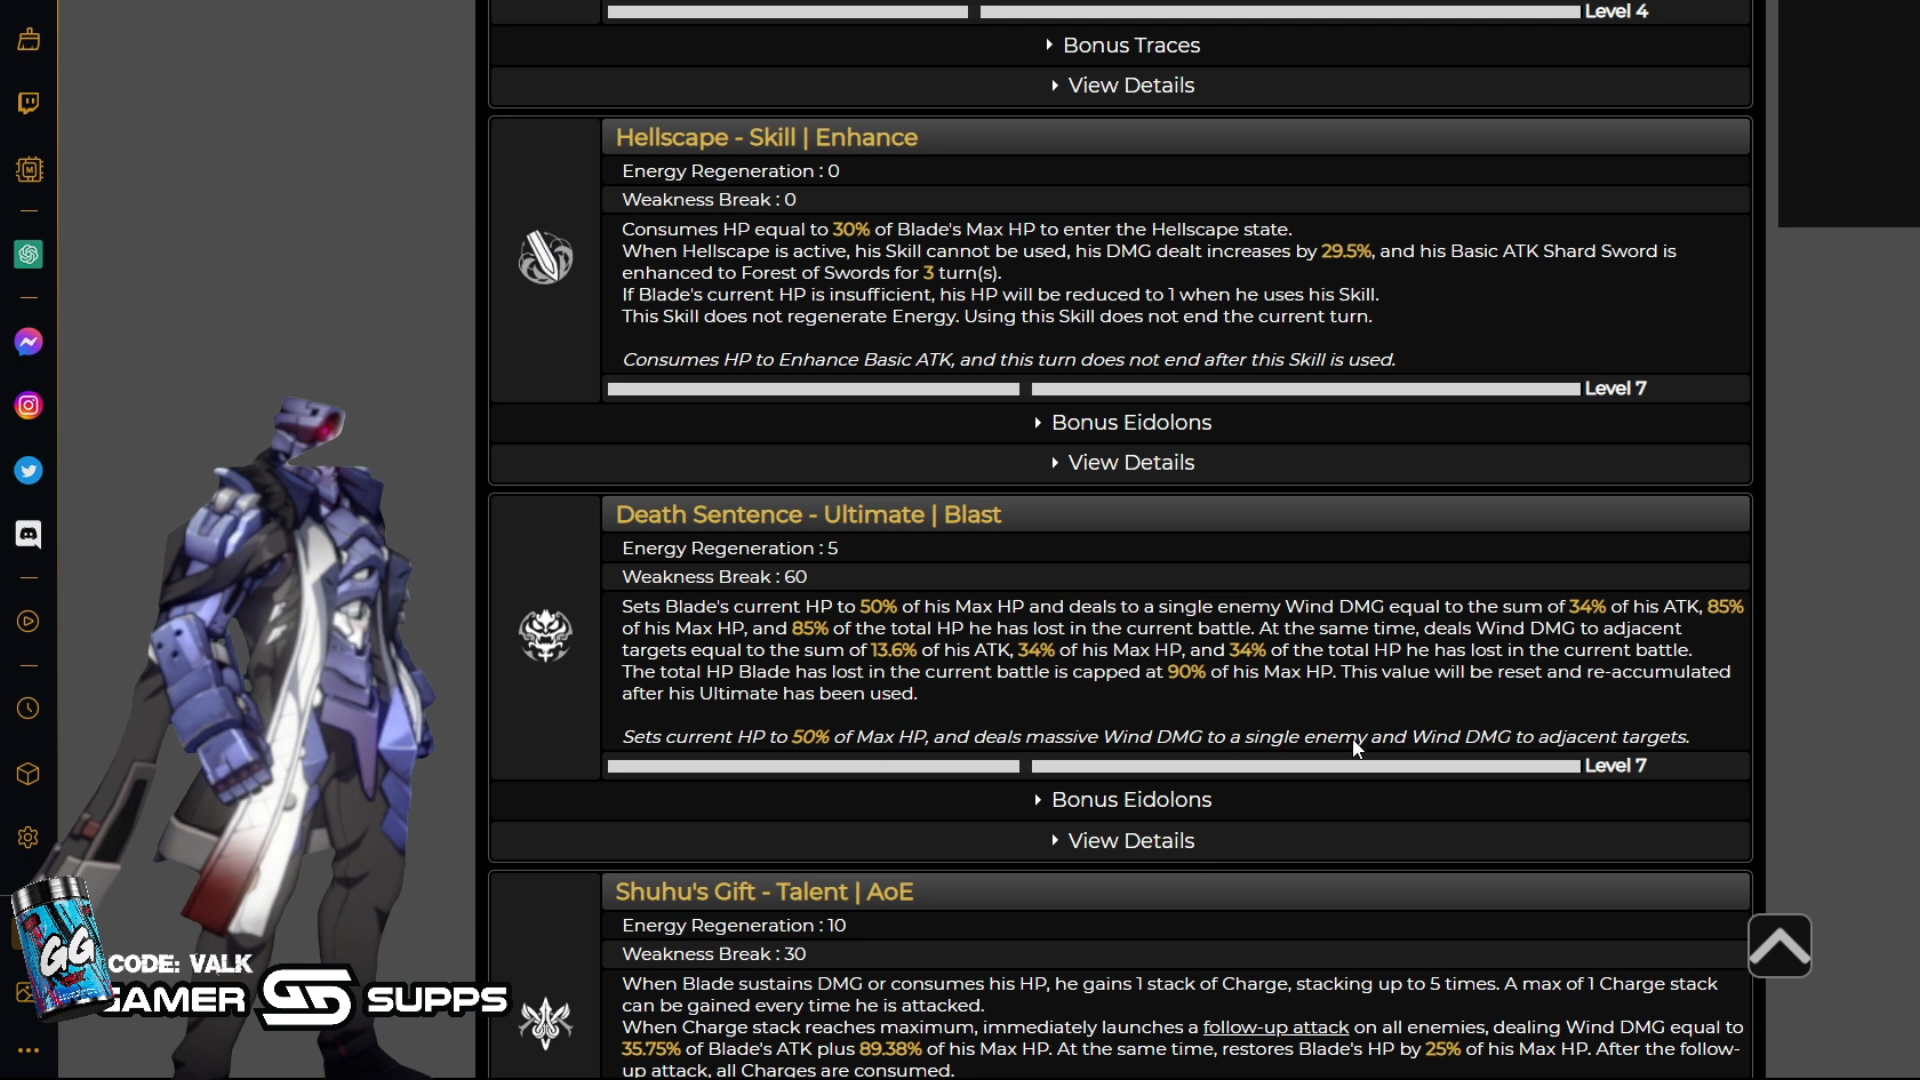 Level 4
Bonus Traces
View Details
Hellscape - Skill | Enhance
Energy Regeneration : 0
Weakness Break : 0
Consumes HP equal to 30% of Blade's Max HP to enter the Hellscape state.
When Hellscape is active, his Skill cannot be used, his DMG dealt increases by 29.5%, and his Basic ATK Shard Sword is
enhanced to Forest of Swords for 3 turn(s).
If Blade's current HP is insufficient, his HP will be reduced to 1 when he uses his Skill.
This Skill does not regenerate Energy. Using this Skill does not end the current turn.
Consumes HP to Enhance Basic ATK, and this turn does not end after this Skill is used.
Level 7
Bonus Eidolons
View Details
Death Sentence - Ultimate | Blast
Energy Regeneration : 5
Weakness Break : 60
Sets Blade's current HP to 50% of his Max HP and deals to a single enemy Wind DMG equal to the sum of 34% of his ATK, 85%
of his Max HP, and 85% of the total HP he has lost in the current battle. At the same time, deals Wind DMG to adjacent
targets equal to the sum of 13.6% of his ATK, 34% of his Max HP, and 34% of the total HP he has lost in the current battle.
The total HP Blade has lost in the current battle is capped at 90% of his Max HP. This value will be reset and re-accumulated
after his Ultimate has been used.
Sets current HP to 50% of Max HP, and deals massive Wind DMG to a single enemy and Wind DMG to adjacent targets.
Level 7
Bonus Eidolons
View Details
Shuhu's Gift - Talent | AoE
Energy Regeneration : 10
Weakness Break : 30
When Blade sustains DMG or consumes his HP, he gains 1 stack of Charge, stacking up to 5 times. A max of 1 Charge stack
can be gained every time he is attacked.
When Charge stack reaches maximum, immediately launches a follow-up attack on all enemies, dealing Wind DMG equal to
35.75% of Blade's ATK plus 89.38% of his Max HP. At the same time, restores Blade's HP by 25% of his Max HP. After the follow-
up attack, all Charges are consumed.
GG
CODE: VALK
GAMER GG SUPPS